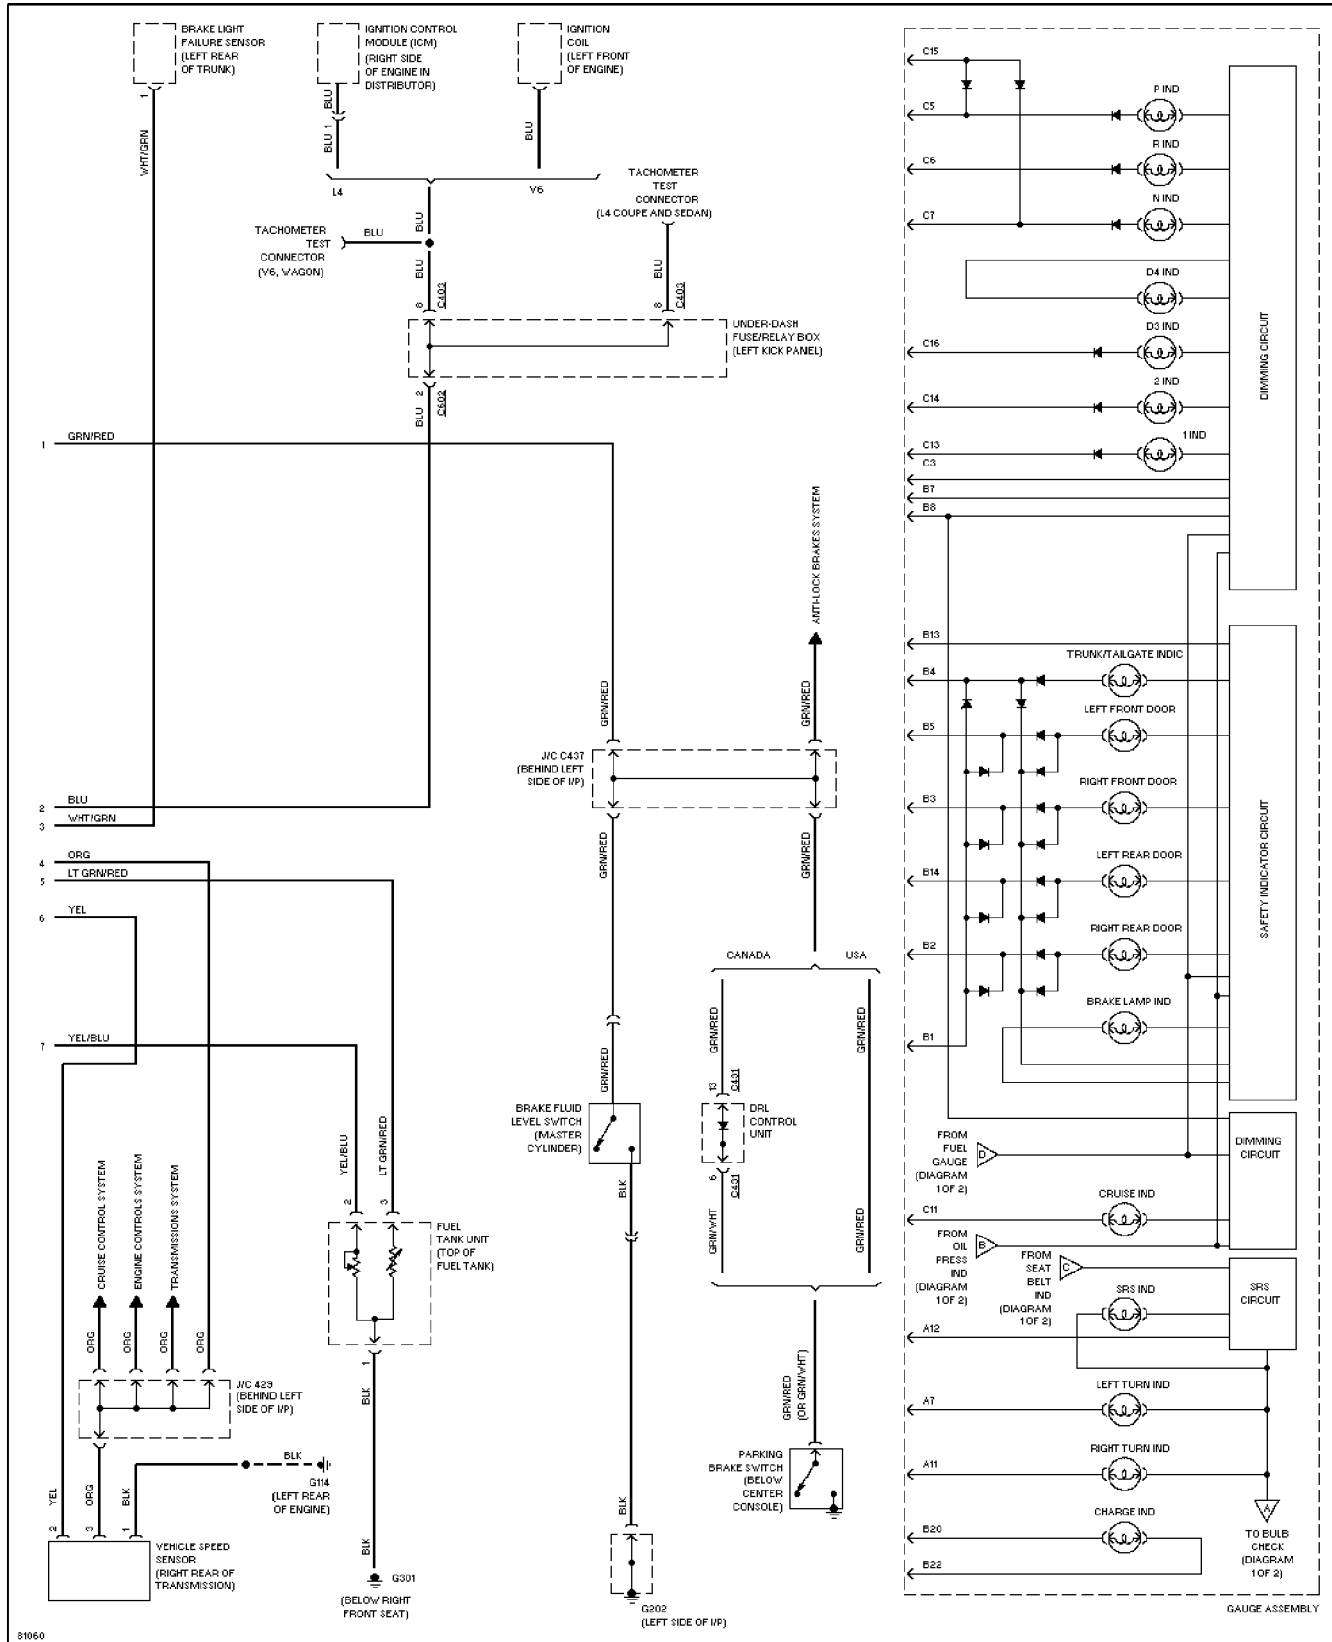 BRAKE LIGHT
FAILURE SENSOR
(LEFT REAR
OF TRUNK)
1
WHT/GRN
IGNITION CONTROL
MODULE (ICM)
(RIGHT SIDE
OF ENGINE IN
DISTRIBUTOR)
BLU
BLU 1
L4
IGNITION
COIL
(LEFT FRONT
OF ENGINE)
BLU
V6
TACHOMETER
TEST
CONNECTOR
(L4 COUPE AND SEDAN)
BLU
TACHOMETER
TEST
CONNECTOR
(V6, WAGON)
BLU
BLU
BLU
8
C403
8
C403
UNDER-DASH
FUSE/RELAY BOX
(LEFT KICK PANEL)
BLU 2
C602
1
GRN/RED
2
BLU
3
WHT/GRN
4
ORG
5
LT GRN/RED
6
YEL
7
YEL/BLU
ANTI-LOCK BRAKES SYSTEM
GRN/RED
GRN/RED
J/C C437
(BEHIND LEFT
SIDE OF I/P)
GRN/RED
GRN/RED
CANADA
USA
GRN/RED
GRN/RED
GRN/RED
13
C431
BRAKE FLUID
LEVEL SWITCH
(MASTER
CYLINDER)
DRL
CONTROL
UNIT
6
C431
GRN/WHT
GRN/RED
BLK
YEL/BLU
LT GRN/RED
2
3
FUEL
TANK UNIT
(TOP OF
FUEL TANK)
1
BLK
BLK
G301
(BELOW RIGHT
FRONT SEAT)
CRUISE CONTROL SYSTEM
ENGINE CONTROLS SYSTEM
TRANSMISSIONS SYSTEM
ORG
ORG
ORG
ORG
J/C 429
(BEHIND LEFT
SIDE OF I/P)
BLK
G114
(LEFT REAR
OF ENGINE)
YEL
ORG
BLK
2
3
1
VEHICLE SPEED
SENSOR
(RIGHT REAR OF
TRANSMISSION)
BLK
G202
(LEFT SIDE OF I/P)
GRN/RED
(OR GRN/WHT)
PARKING
BRAKE SWITCH
(BELOW
CENTER
CONSOLE)
C15
C5
P IND
C6
R IND
C7
N IND
D4 IND
D3 IND
C16
2 IND
C14
1 IND
C13
C3
B7
B8
DIMMING CIRCUIT
B13
TRUNK/TAILGATE INDIC
B4
LEFT FRONT DOOR
B5
RIGHT FRONT DOOR
B3
LEFT REAR DOOR
B14
RIGHT REAR DOOR
B2
BRAKE LAMP IND
B1
SAFETY INDICATOR CIRCUIT
FROM
FUEL
GAUGE
(DIAGRAM
1 OF 2)
D
DIMMING
CIRCUIT
CRUISE IND
C11
FROM
OIL
PRESS
IND
(DIAGRAM
1 OF 2)
B
FROM
SEAT
BELT
IND
(DIAGRAM
1 OF 2)
C
SRS
CIRCUIT
SRS IND
A12
LEFT TURN IND
A7
RIGHT TURN IND
A11
CHARGE IND
B20
B22
A
TO BULB
CHECK
(DIAGRAM
1 OF 2)
GAUGE ASSEMBLY
81060